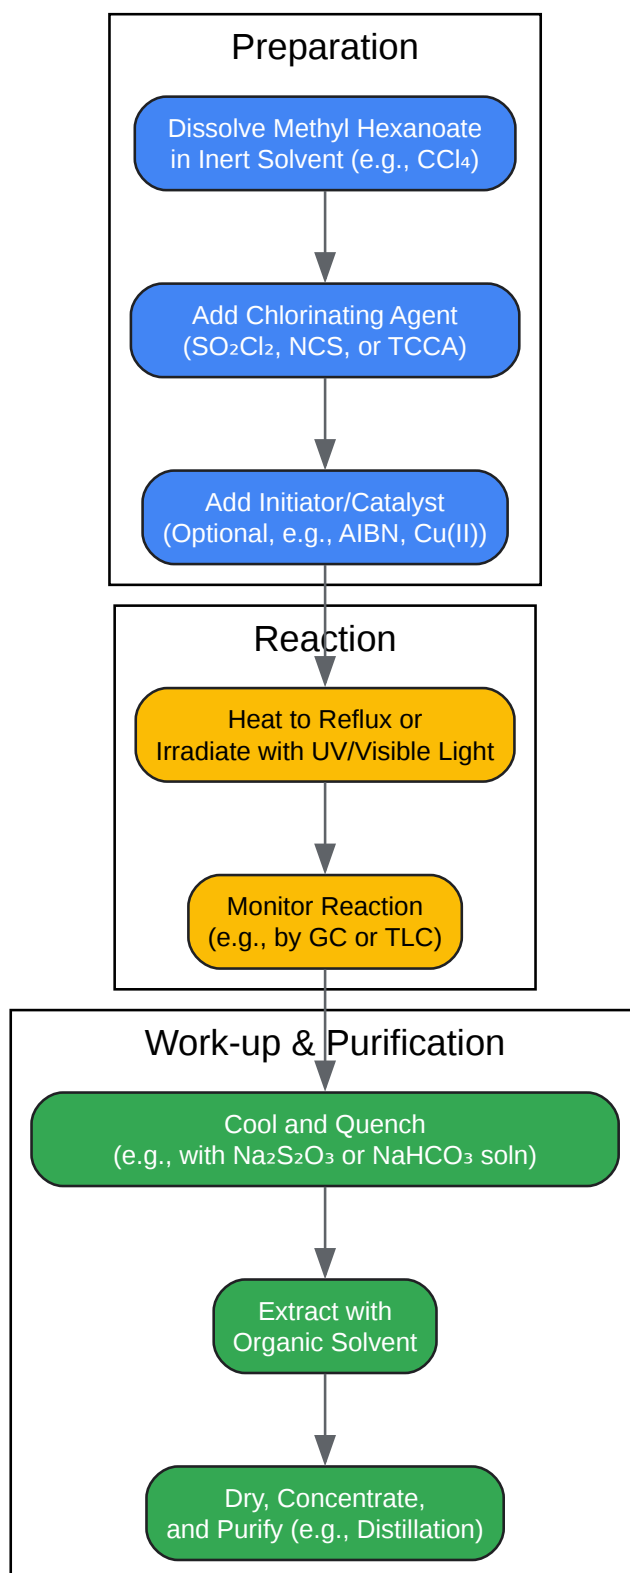 Preparation
Dissolve Methyl Hexanoate
in Inert Solvent (e.g., CCl₄)
Add Chlorinating Agent
(SO₂Cl₂, NCS, or TCCA)
Add Initiator/Catalyst
(Optional, e.g., AIBN, Cu(II))
Reaction
Heat to Reflux or
Irradiate with UV/Visible Light
Monitor Reaction
(e.g., by GC or TLC)
Work-up & Purification
Cool and Quench
(e.g., with Na₂S₂O₃ or NaHCO₃ soln)
Extract with
Organic Solvent
Dry, Concentrate,
and Purify (e.g., Distillation)